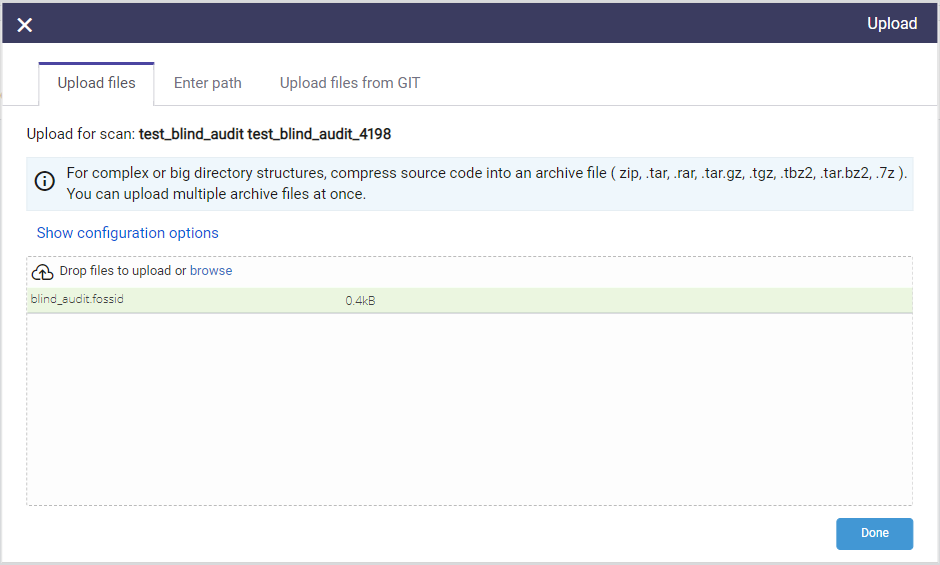 Upload
Upload files
Enter path
Upload files from GIT
Upload for scan: test_blind_audit test_blind_audit_4198
For complex or big directory structures, compress source code into an archive file ( zip, .tar, .rar, .tar.gz, .tgz, .tbz2, .tar.bz2, .7z ).
You can upload multiple archive files at once.
Show configuration options
Drop files to upload or browse
blind_audit.fossid 0.4kB
Done